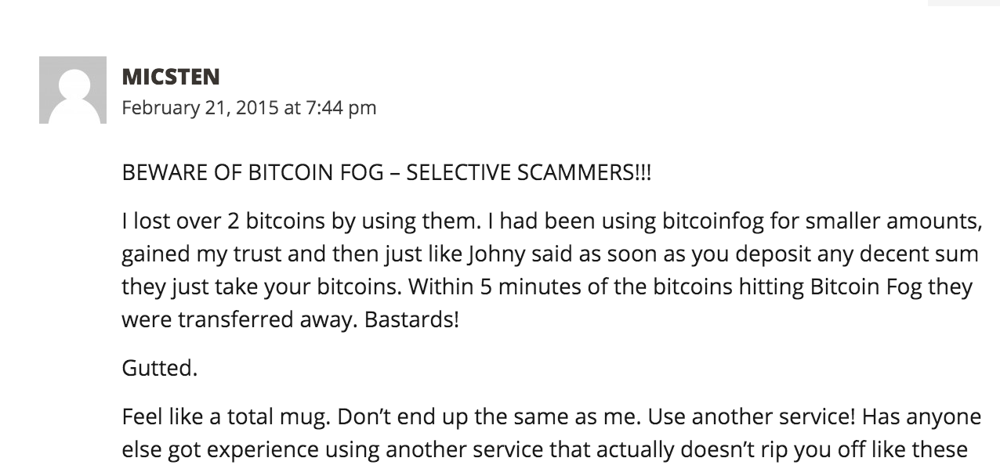 MICSTEN
February 21, 2015 at 7:44 pm
BEWARE OF BITCOIN FOG – SELECTIVE SCAMMERS!!!
I lost over 2 bitcoins by using them. I had been using bitcoinfog for smaller amounts,
gained my trust and then just like Johny said as soon as you deposit any decent sum
they just take your bitcoins. Within 5 minutes of the bitcoins hitting Bitcoin Fog they
were transferred away. Bastards!
Gutted.
Feel like a total mug. Don’t end up the same as me. Use another service! Has anyone
else got experience using another service that actually doesn’t rip you off like these